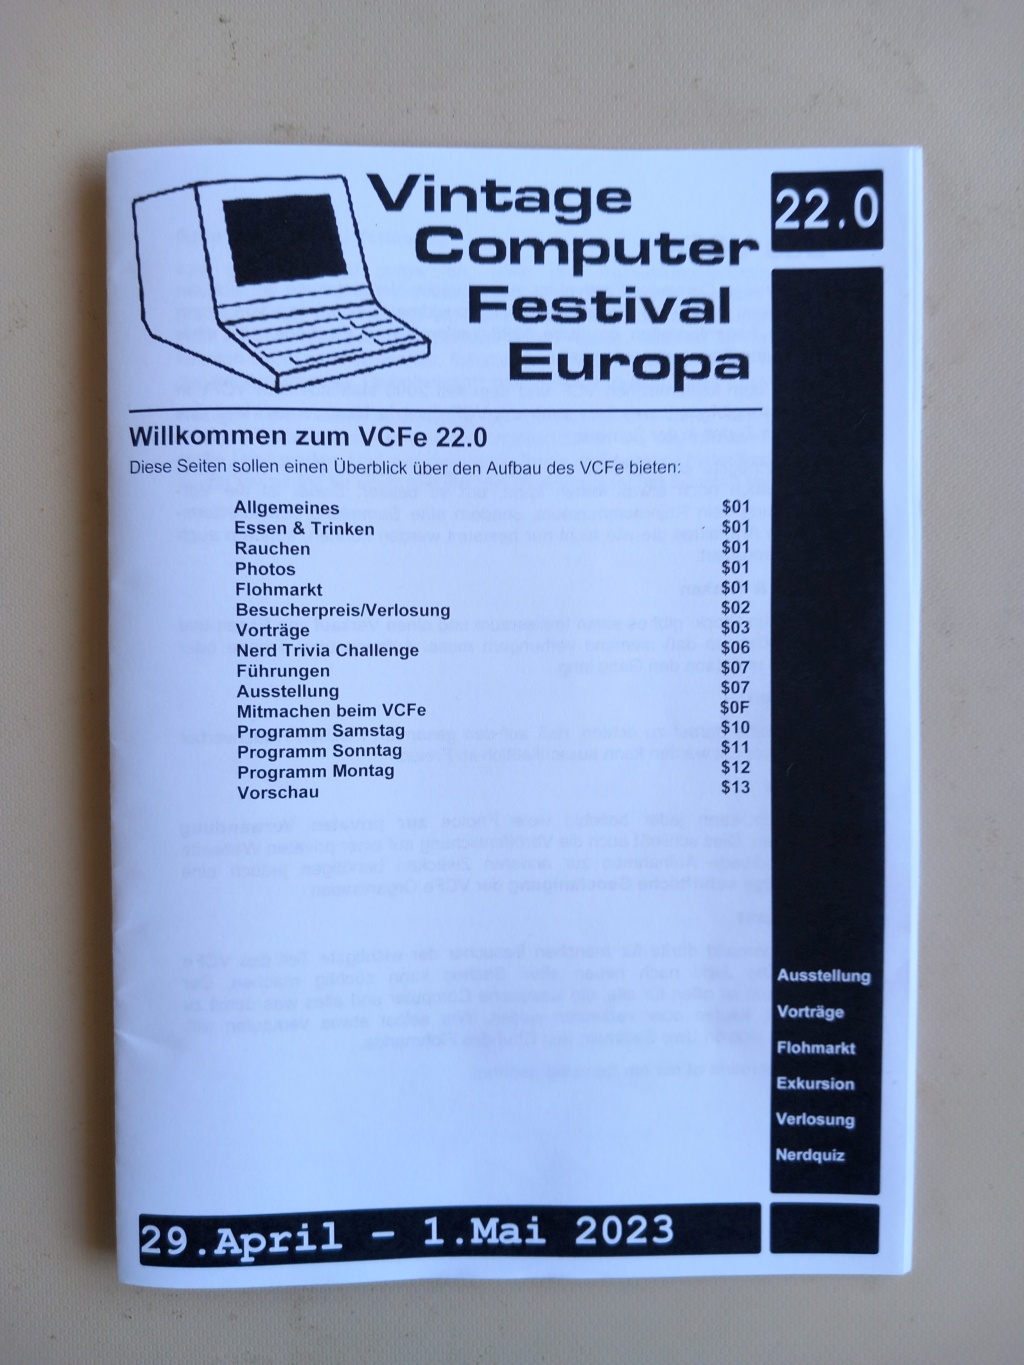 Vintage
Computer
Festival
Europa
22.0
Willkommen zum VCFe 22.0
Diese Seiten sollen einen Überblick über den Aufbau des VCFe bieten:
Allgemeines $01
Essen & Trinken $01
Rauchen $01
Photos $01
Flohmarkt $01
Besucherpreis/Verlosung $02
Vorträge $03
Nerd Trivia Challenge $06
Führungen $07
Ausstellung $07
Mitmachen beim VCFe $0F
Programm Samstag $10
Programm Sonntag $11
Programm Montag $12
Vorschau $13
Ausstellung
Vorträge
Flohmarkt
Exkursion
Verlosung
Nerdquiz
29.April – 1.Mai 2023